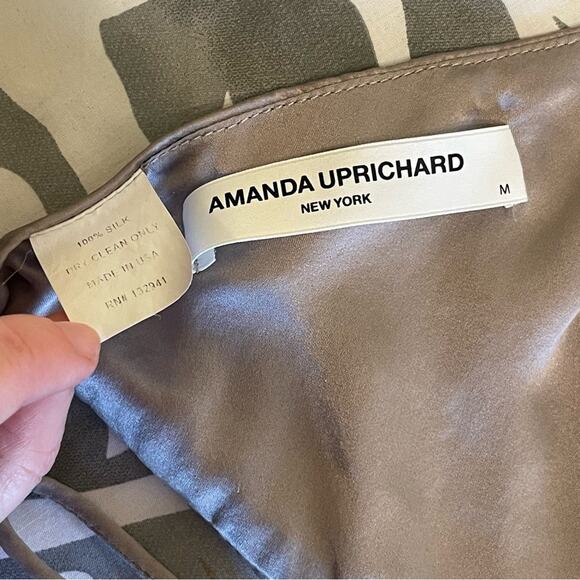 AMANDA UPRICHARD
NEW YORK
M
100% SILK
DRY CLEAN ONLY
MADE IN USA
RN# 132941